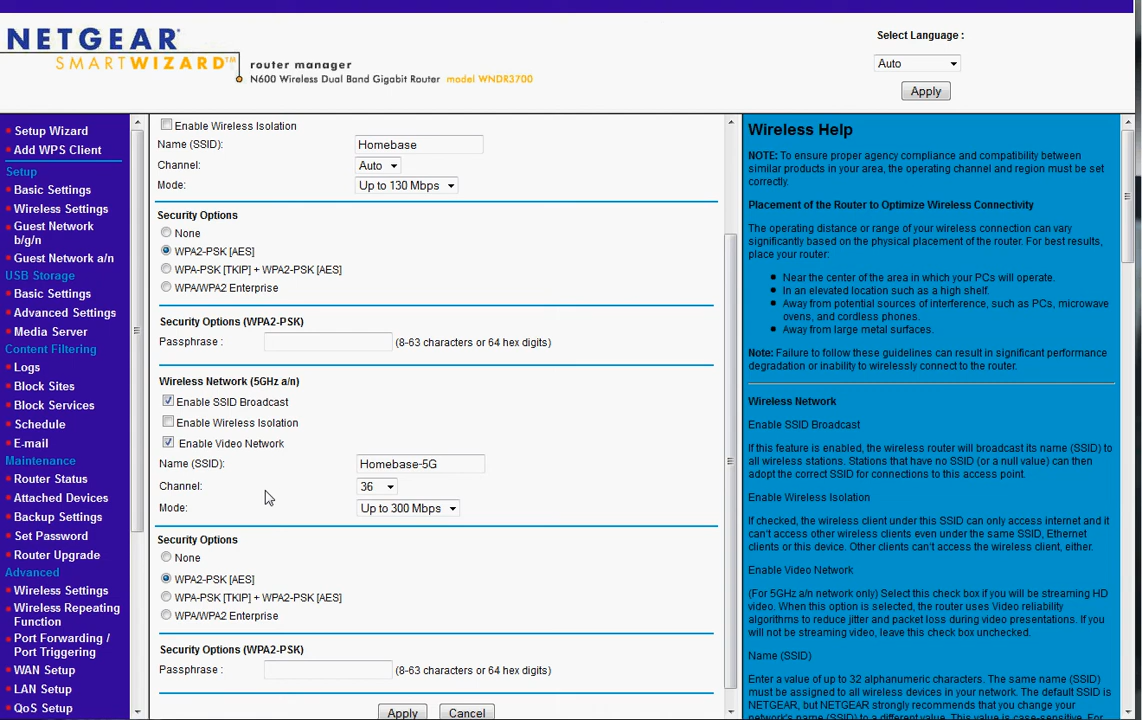 NETGEAR®
SMARTWIZARD™
router manager
N600 Wireless Dual Band Gigabit Router model WNDR3700
Select Language :
Auto
Apply
Setup Wizard
Add WPS Client
Setup
Basic Settings
Wireless Settings
Guest Network
b/g/n
Guest Network a/n
USB Storage
Basic Settings
Advanced Settings
Media Server
Content Filtering
Logs
Block Sites
Block Services
Schedule
E-mail
Maintenance
Router Status
Attached Devices
Backup Settings
Set Password
Router Upgrade
Advanced
Wireless Settings
Wireless Repeating
Function
Port Forwarding /
Port Triggering
WAN Setup
LAN Setup
QoS Setup
Enable Wireless Isolation
Name (SSID): Homebase
Channel: Auto
Mode: Up to 130 Mbps
Security Options
None
WPA2-PSK [AES]
WPA-PSK [TKIP] + WPA2-PSK [AES]
WPA/WPA2 Enterprise
Security Options (WPA2-PSK)
Passphrase : (8-63 characters or 64 hex digits)
Wireless Network (5GHz a/n)
Enable SSID Broadcast
Enable Wireless Isolation
Enable Video Network
Name (SSID): Homebase-5G
Channel: 36
Mode: Up to 300 Mbps
Security Options
None
WPA2-PSK [AES]
WPA-PSK [TKIP] + WPA2-PSK [AES]
WPA/WPA2 Enterprise
Security Options (WPA2-PSK)
Passphrase : (8-63 characters or 64 hex digits)
Apply Cancel
Wireless Help
NOTE: To ensure proper agency compliance and compatibility between
similar products in your area, the operating channel and region must be set
correctly.
Placement of the Router to Optimize Wireless Connectivity
The operating distance or range of your wireless connection can vary
significantly based on the physical placement of the router. For best results,
place your router:
Near the center of the area in which your PCs will operate.
In an elevated location such as a high shelf.
Away from potential sources of interference, such as PCs, microwave
ovens, and cordless phones.
Away from large metal surfaces.
Note: Failure to follow these guidelines can result in significant performance
degradation or inability to wirelessly connect to the router.
Wireless Network
Enable SSID Broadcast
If this feature is enabled, the wireless router will broadcast its name (SSID) to
all wireless stations. Stations that have no SSID (or a null value) can then
adopt the correct SSID for connections to this access point.
Enable Wireless Isolation
If checked, the wireless client under this SSID can only access internet and it
can't access other wireless clients even under the same SSID, Ethernet
clients or this device. Other clients can't access the wireless client, either.
Enable Video Network
(For 5GHz a/n network only) Select this check box if you will be streaming HD
video. When this option is selected, the router uses Video reliability
algorithms to reduce jitter and packet loss during video presentations. If you
will not be streaming video, leave this check box unchecked.
Name (SSID)
Enter a value of up to 32 alphanumeric characters. The same name (SSID)
must be assigned to all wireless devices in your network. The default SSID is
NETGEAR, but NETGEAR strongly recommends that you change your
network's name (SSID) to a different value. This value is case-sensitive. For